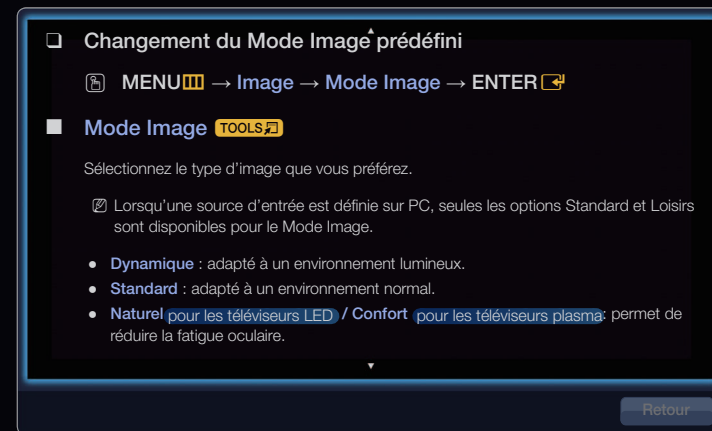 Changement du Mode Image prédéfini
MENU → Image → Mode Image → ENTER
Mode Image TOOLS
Sélectionnez le type d'image que vous préférez.
Lorsqu'une source d'entrée est définie sur PC, seules les options Standard et Loisirs
sont disponibles pour le Mode Image.
● Dynamique : adapté à un environnement lumineux.
● Standard : adapté à un environnement normal.
● Naturel pour les téléviseurs LED / Confort pour les téléviseurs plasma: permet de
réduire la fatigue oculaire.
Retour